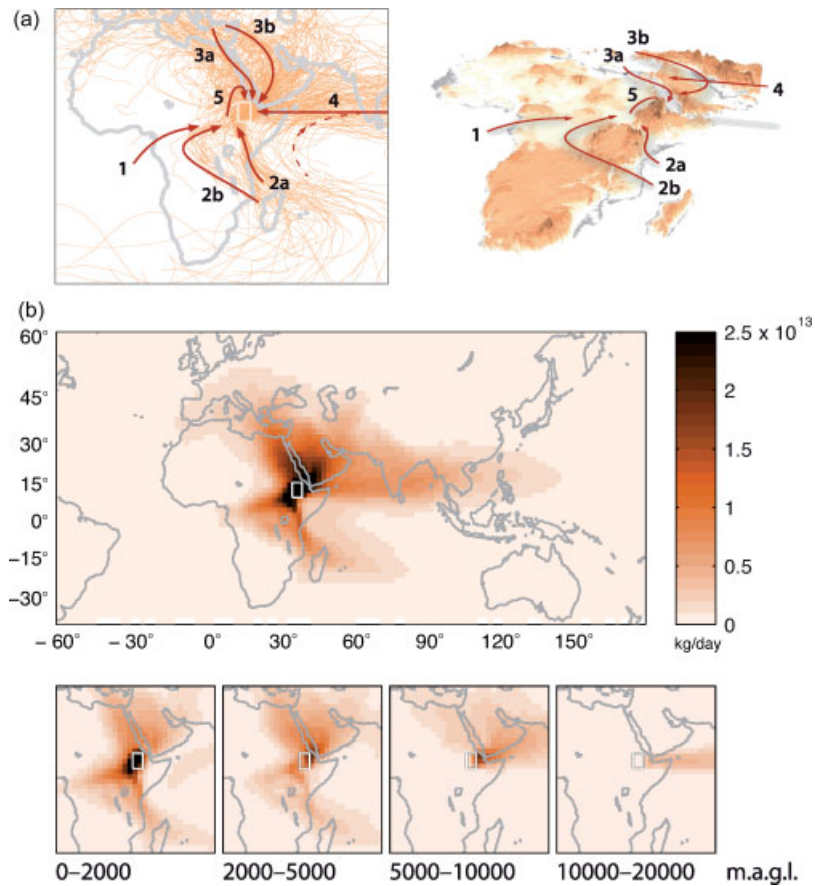 (a)
3b
3a
5
4
1
2a
2b
3b
3a
4
5
1
2a
2b
(b)
60°
45°
30°
15°
0°
−15°
−30°
−60°
−30°
0°
30°
60°
90°
120°
150°
2.5 x 10^13
2
1.5
1
0.5
0
kg/day
0–2000
2000–5000
5000–10000
10000–20000
m.a.g.l.